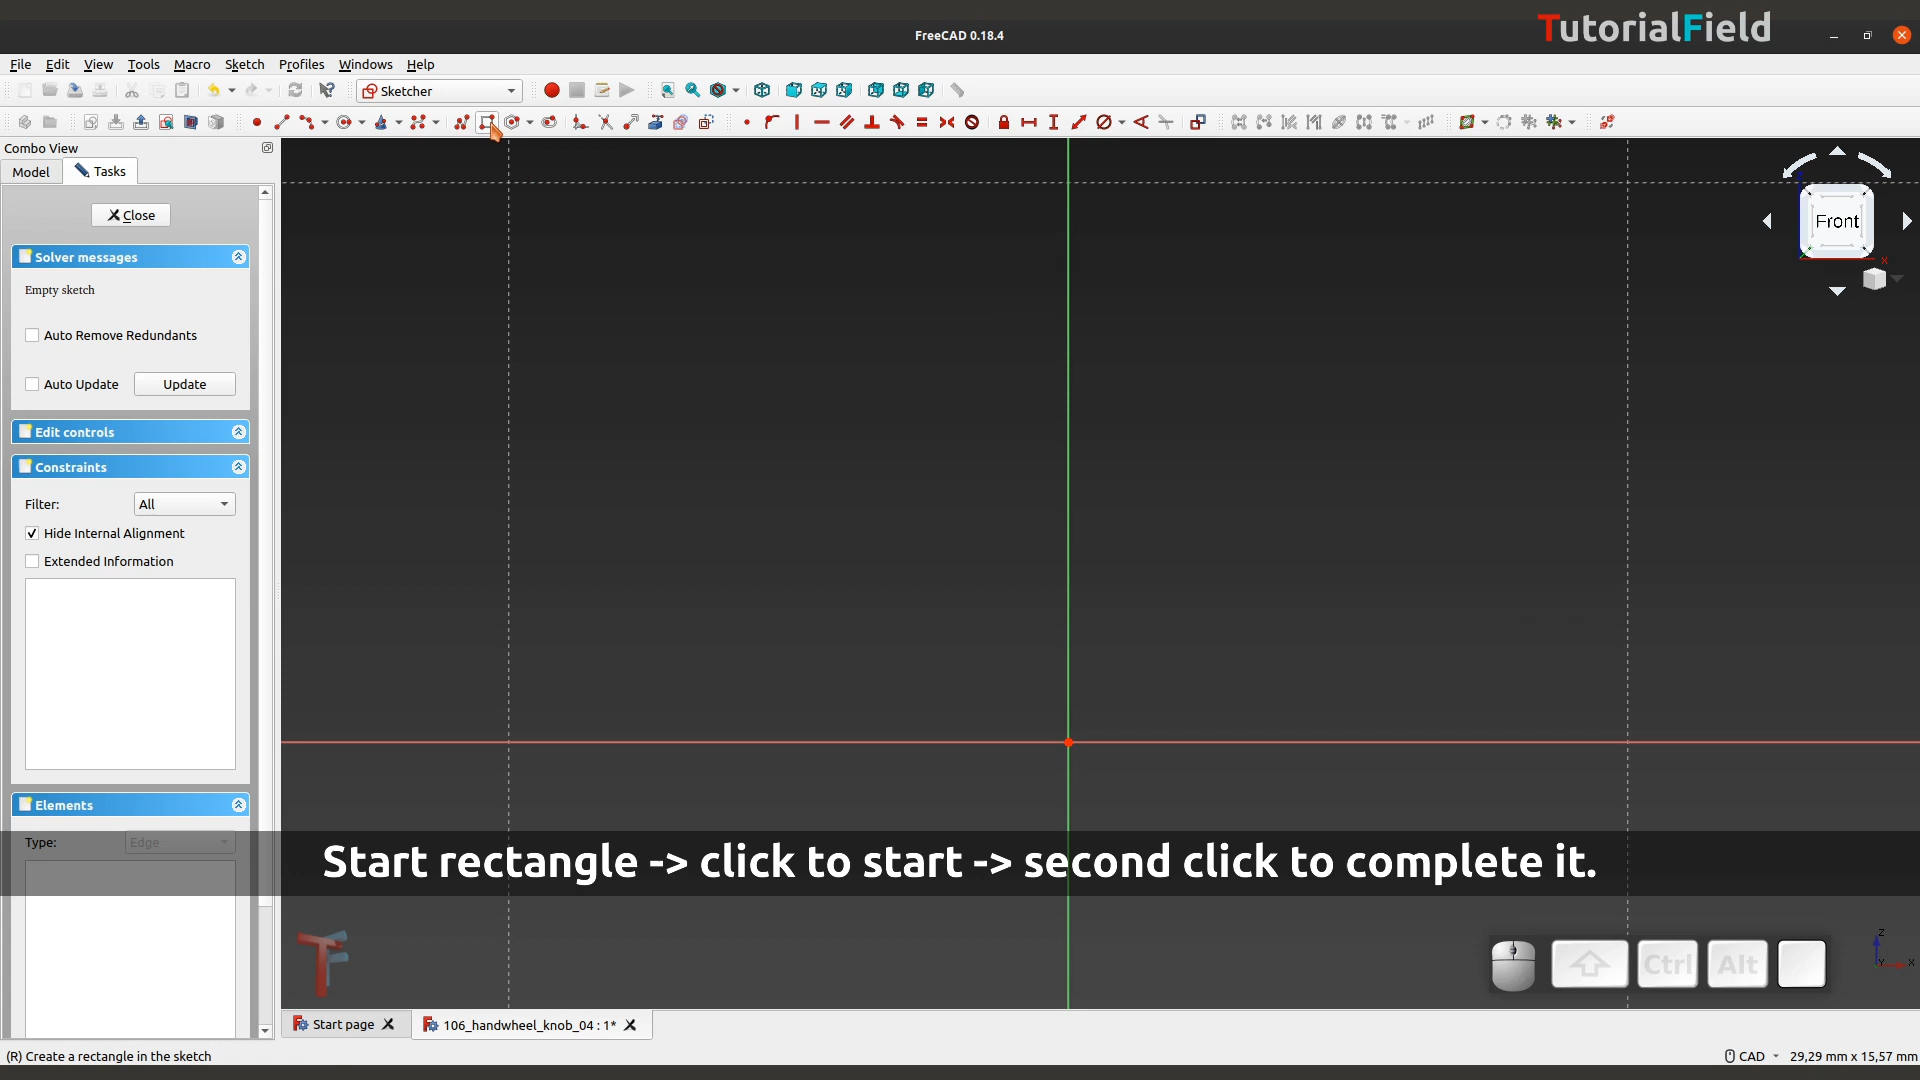 TutorialField
FreeCAD 0.18.4
File Edit View Tools Macro Sketch Profiles Windows Help
Sketcher
Combo View
Model Tasks
Close
Solver messages
Empty sketch
Auto Remove Redundants
Auto Update Update
Edit controls
Constraints
Filter: All
Hide Internal Alignment
Extended Information
Elements
Type: Edge
Front
X
Start rectangle -> click to start -> second click to complete it.
Ctrl Alt
Z
Y X
Start page 106_handwheel_knob_04 : 1*
(R) Create a rectangle in the sketch
CAD 29,29 mm x 15,57 mm